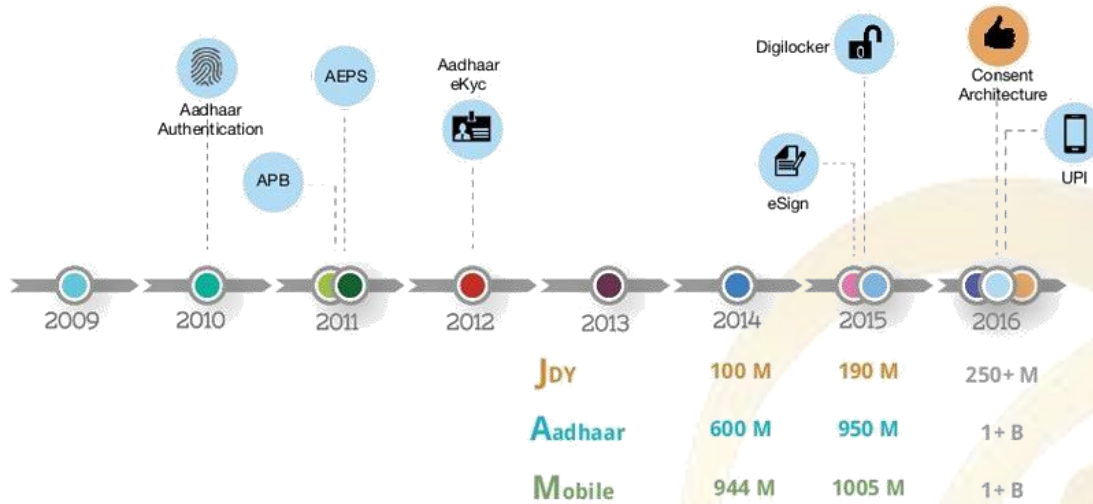 Aadhaar
Authentication
APB
AEPS
Aadhaar
eKyc
Digilocker
0
eSign
Consent
Architecture
UPI
2009 2010 2011 2012 2013 2014 2015 2016
JDY 100 M 190 M 250+ M
Aadhaar 600 M 950 M 1+ B
Mobile 944 M 1005 M 1+ B